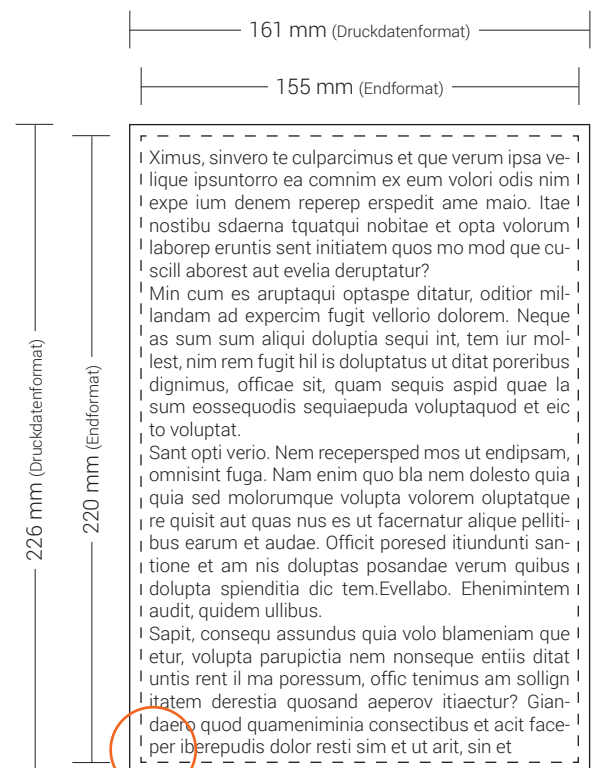 161 mm (Druckdatenformat)
155 mm (Endformat)
226 mm (Druckdatenformat)
220 mm (Endformat)
Ximus, sinvero te culparcimus et que verum ipsa ve-
lique ipsuntorro ea comnim ex eum volori odis nim
expe ium denem reperep erspedit ame maio. Itae
nostibu sdaerna tquatqui nobitae et opta volorum
laborep eruntis sent initiatem quos mo mod que cu-
scill aborest aut evelia deruptatur?
Min cum es aruptaqui optaspe ditatur, oditior mil-
landam ad expercim fugit vellorio dolorem. Neque
as sum sum aliqui doluptia sequi int, tem iur mol-
lest, nim rem fugit hil is doluptatus ut ditat poreribus
dignimus, officae sit, quam sequis aspid quae la
sum eossequodis sequiaepuda voluptaquod et eic
to voluptat.
Sant opti verio. Nem recepersped mos ut endipsam,
omnisint fuga. Nam enim quo bla nem dolesto quia
quia sed molorumque volupta volorem oluptatque
re quisit aut quas nus es ut facernatur alique pelliti-
bus earum et audae. Officit poresed itiundunti san-
tione et am nis doluptas posandae verum quibus
dolupta spienditia dic tem.Evellabo. Ehenimintem
audit, quidem ullibus.
Sapit, consequ assundus quia volo blameniam que
etur, volupta parupictia nem nonseque entiis ditat
untis rent il ma poressum, offic tenimus am sollign
itatem derestia quosand aeperov itiaectur? Gian-
daero quod quameniminia consectibus et acit face-
per iberepudis dolor resti sim et ut arit, sin et